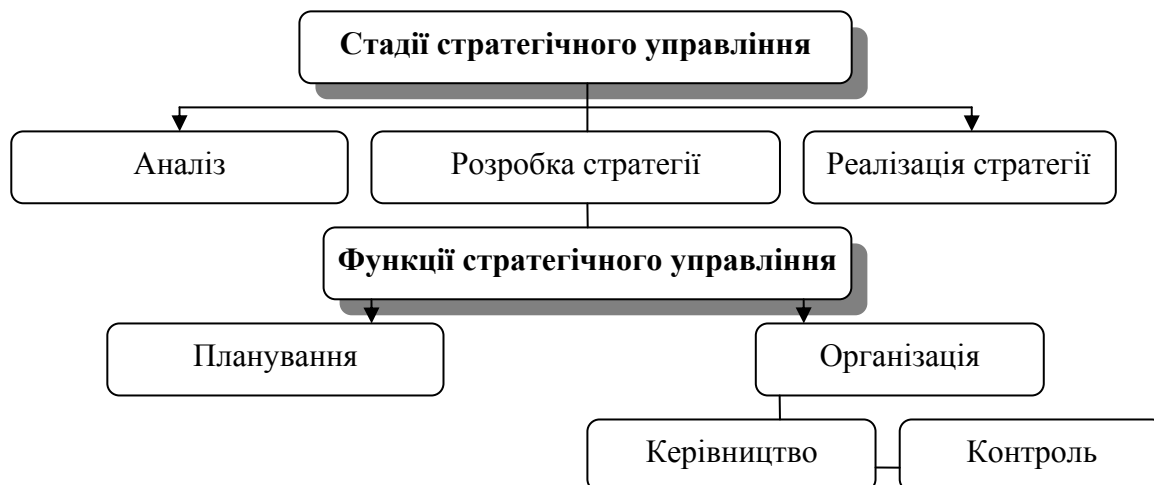 Стадії стратегічного управління
Аналіз
Розробка стратегії
Реалізація стратегії
Функції стратегічного управління
Планування
Організація
Керівництво
Контроль